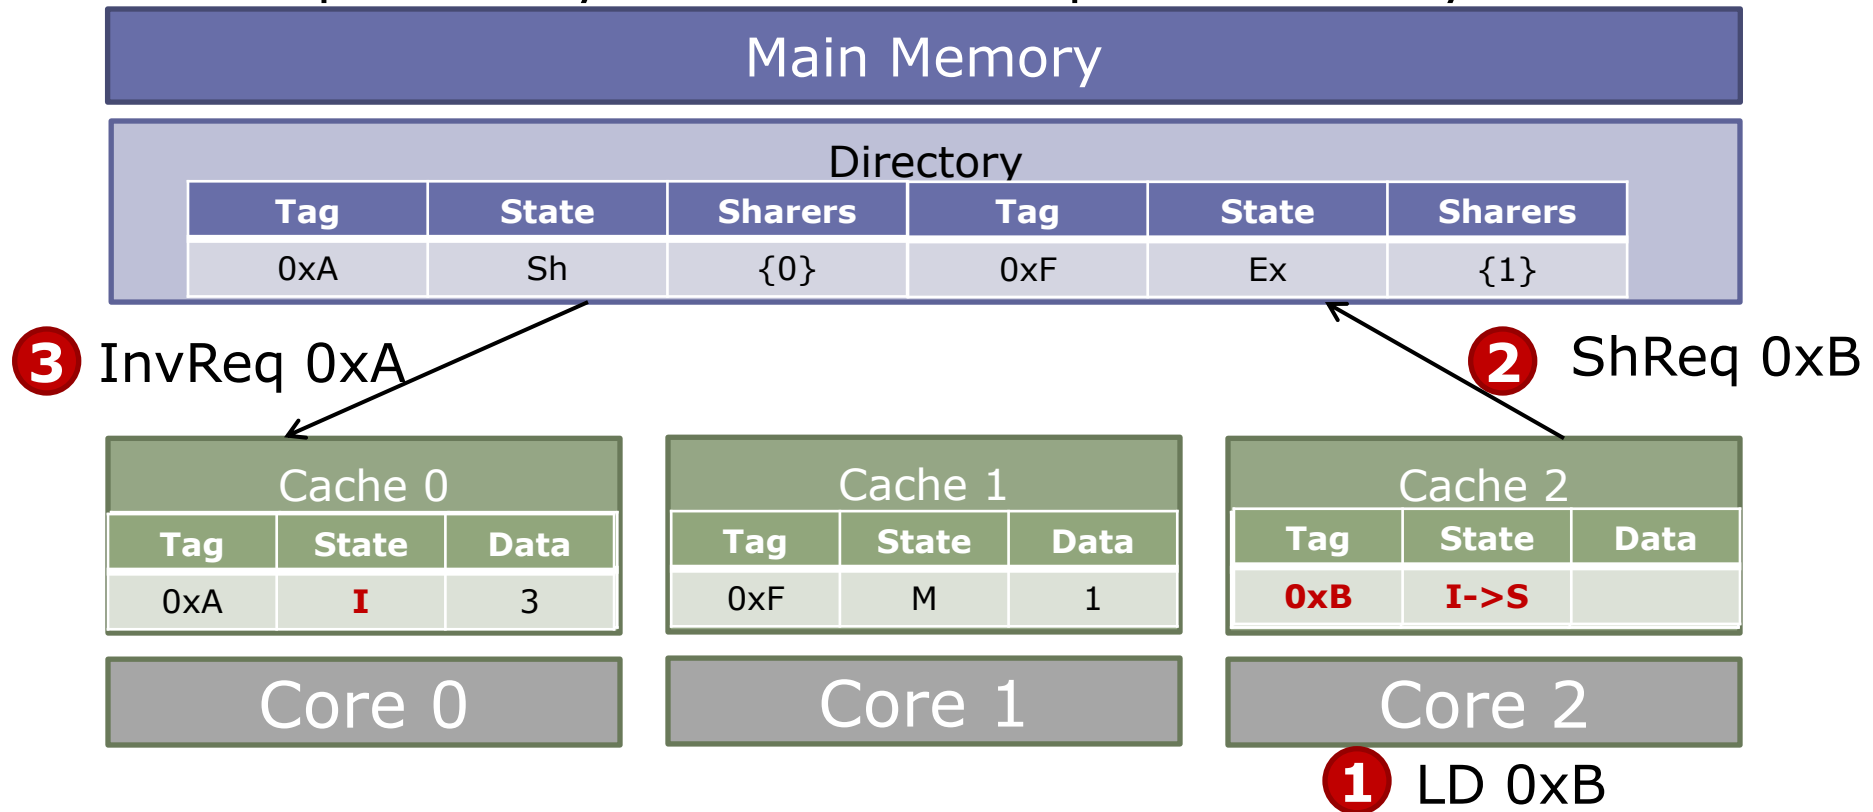 Main Memory
Directory
Tag State Sharers Tag State Sharers
0xA Sh {0} 0xF Ex {1}
3 InvReq 0xA
2 ShReq 0xB
Cache 0 Cache 1 Cache 2
Tag State Data Tag State Data Tag State Data
0xA I 3 0xF M 1 0xB I->S
Core 0 Core 1 Core 2
1 LD 0xB